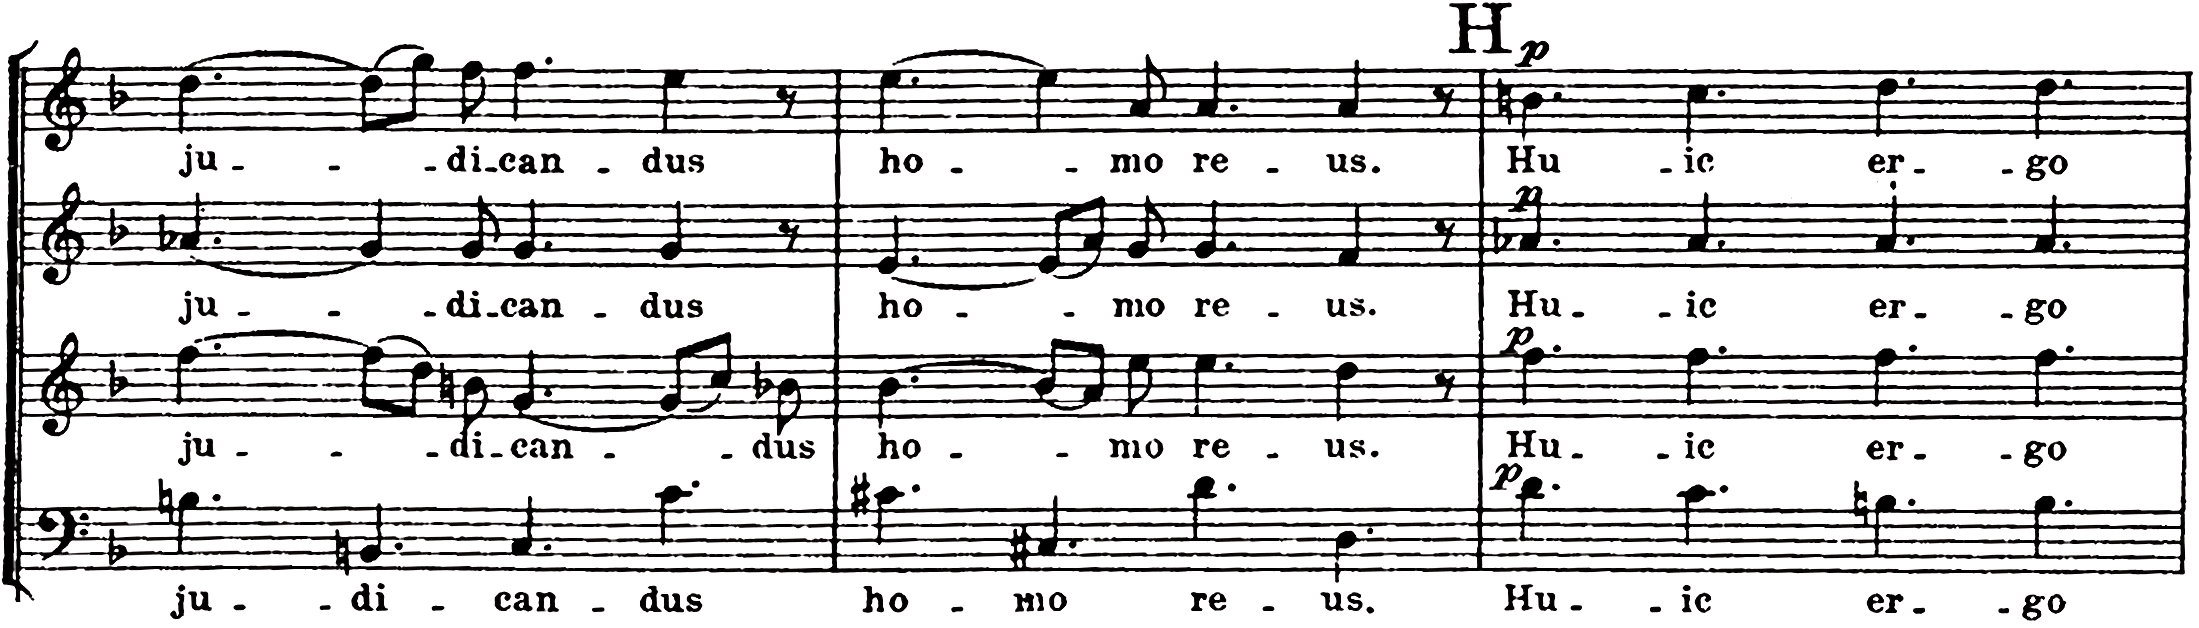 H
p
ju - - - di - can - dus ho - - mo re - us. Hu - ic er - - go
p
ju - - - di - can - dus ho - - mo re - us. Hu - - ic er - - go
p
ju - - - di - can - - dus ho - - mo re - us. Hu - - ic er - - go
p
ju - - di - can - dus ho - mo re - us. Hu - - ic er - - go